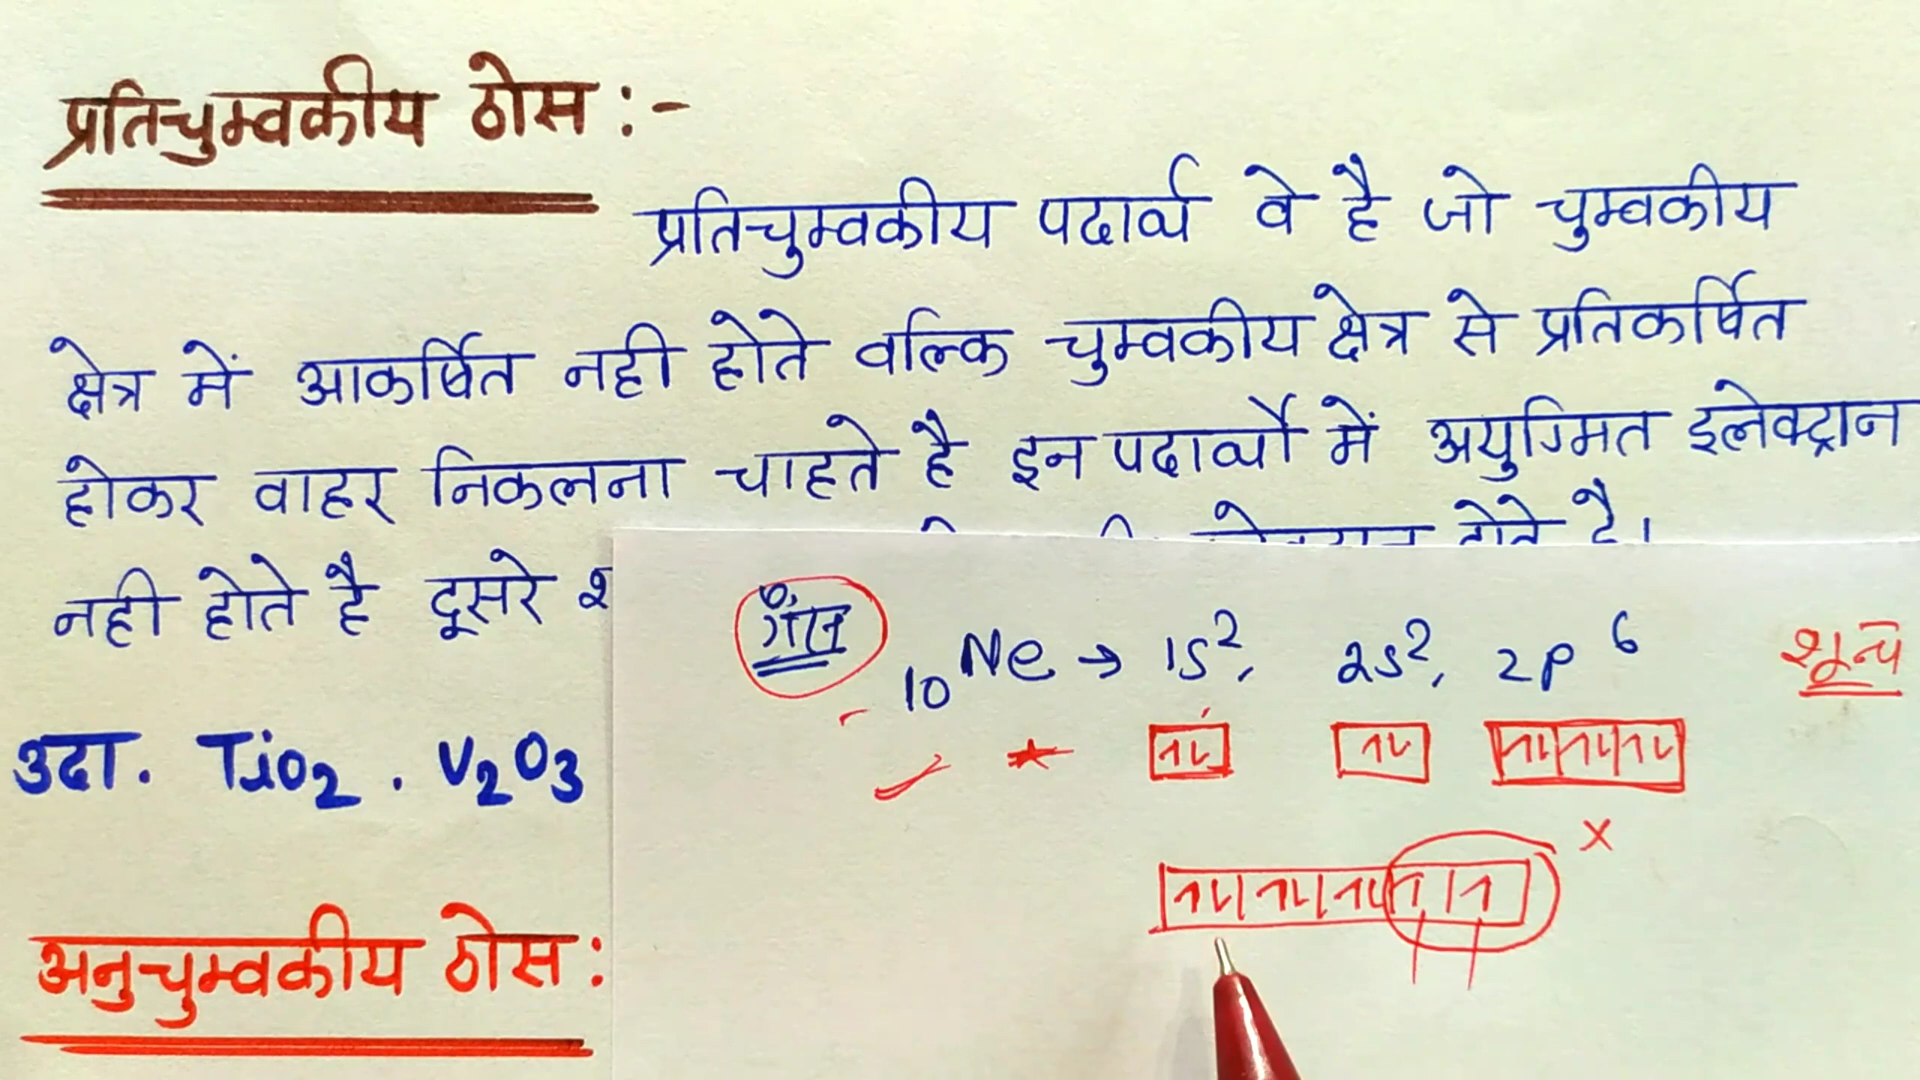 प्रतिचुम्वकीय ठोस :-
प्रतिचुम्वकीय पदार्थ वे है जो चुम्बकीय
क्षेत्र में आकर्षित नही होते वल्कि चुम्वकीय क्षेत्र से प्रतिकर्षित
होकर वाहर निकलना चाहते है इन पदार्थो में अयुग्मित इलेक्ट्रान
नही होते है दूसरे
होते है।
10Ne → 1s², 2s², 2p⁶ शून्य
उदा. TiO2 . V2O3
x
अनुचुम्वकीय ठोस :